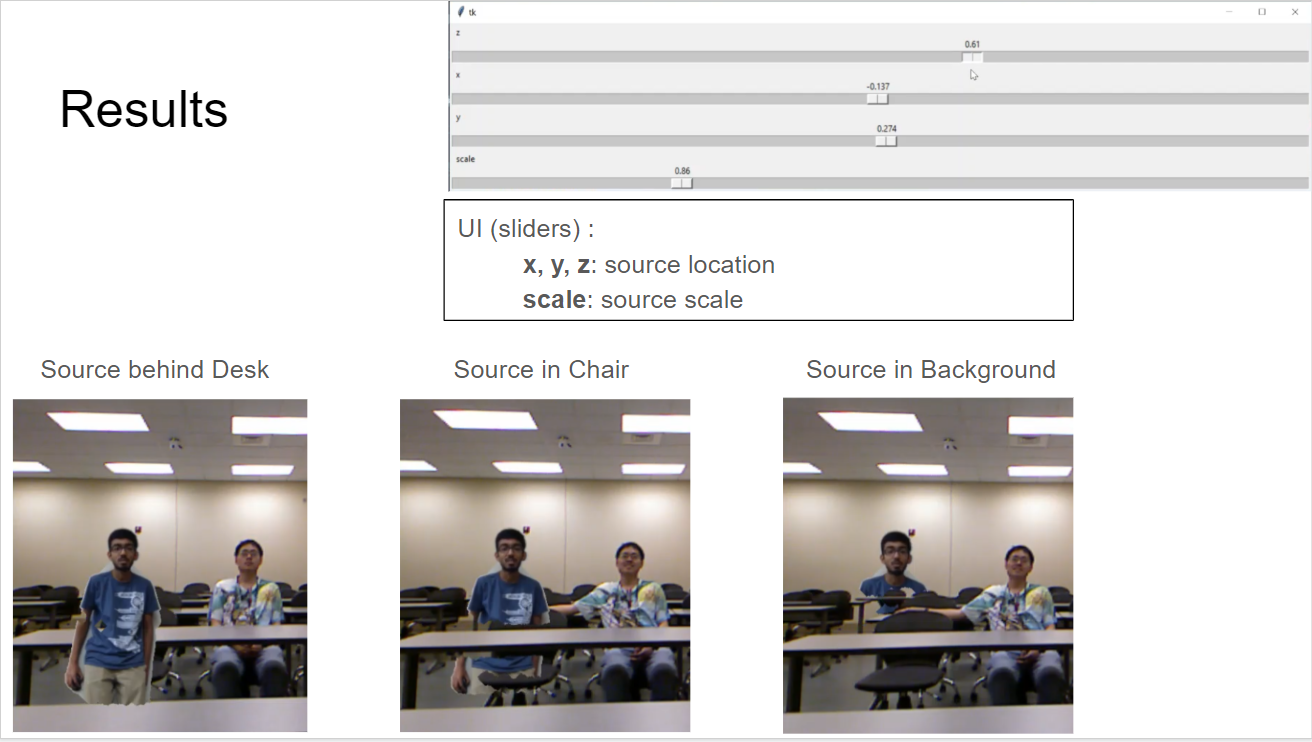 tk
z
0.61
x
-0.137
y
0.274
scale
0.86
Results
UI (sliders) :
x, y, z: source location
scale: source scale
Source behind Desk
Source in Chair
Source in Background